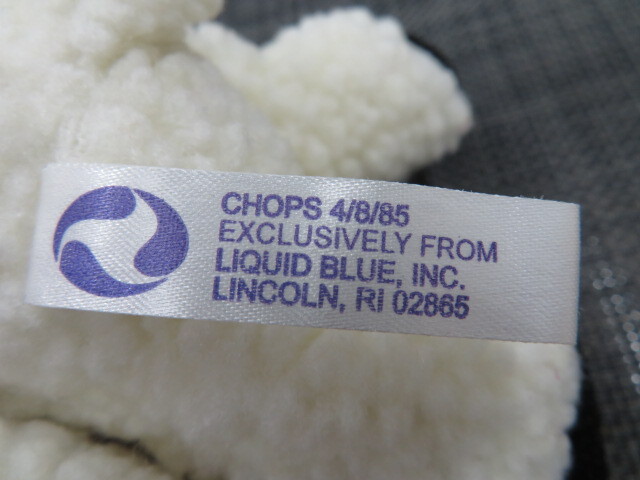 CHOPS 4/8/85
EXCLUSIVELY FROM
LIQUID BLUE, INC.
LINCOLN, RI 02865